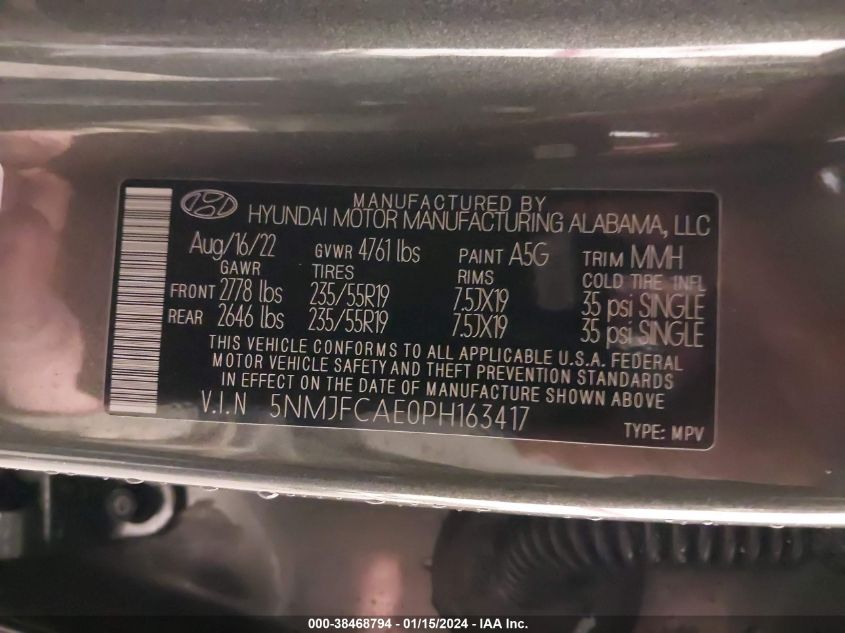 MANUFACTURED BY
HYUNDAI MOTOR MANUFACTURING ALABAMA, LLC
Aug/16/22 GVWR 4761 lbs PAINT A5G TRIM MMH
GAWR TIRES RIMS COLD TIRE INFL
FRONT 2778 lbs 235/55R19 7.5JX19 35 psi SINGLE
REAR 2646 lbs 235/55R19 7.5JX19 35 psi SINGLE
THIS VEHICLE CONFORMS TO ALL APPLICABLE U.S.A. FEDERAL
MOTOR VEHICLE SAFETY AND THEFT PREVENTION STANDARDS
IN EFFECT ON THE DATE OF MANUFACTURE SHOWN ABOVE
V.I.N 5NMJFCAE0PH163417
TYPE: MPV
000-38468794 - 01/15/2024 - IAA Inc.